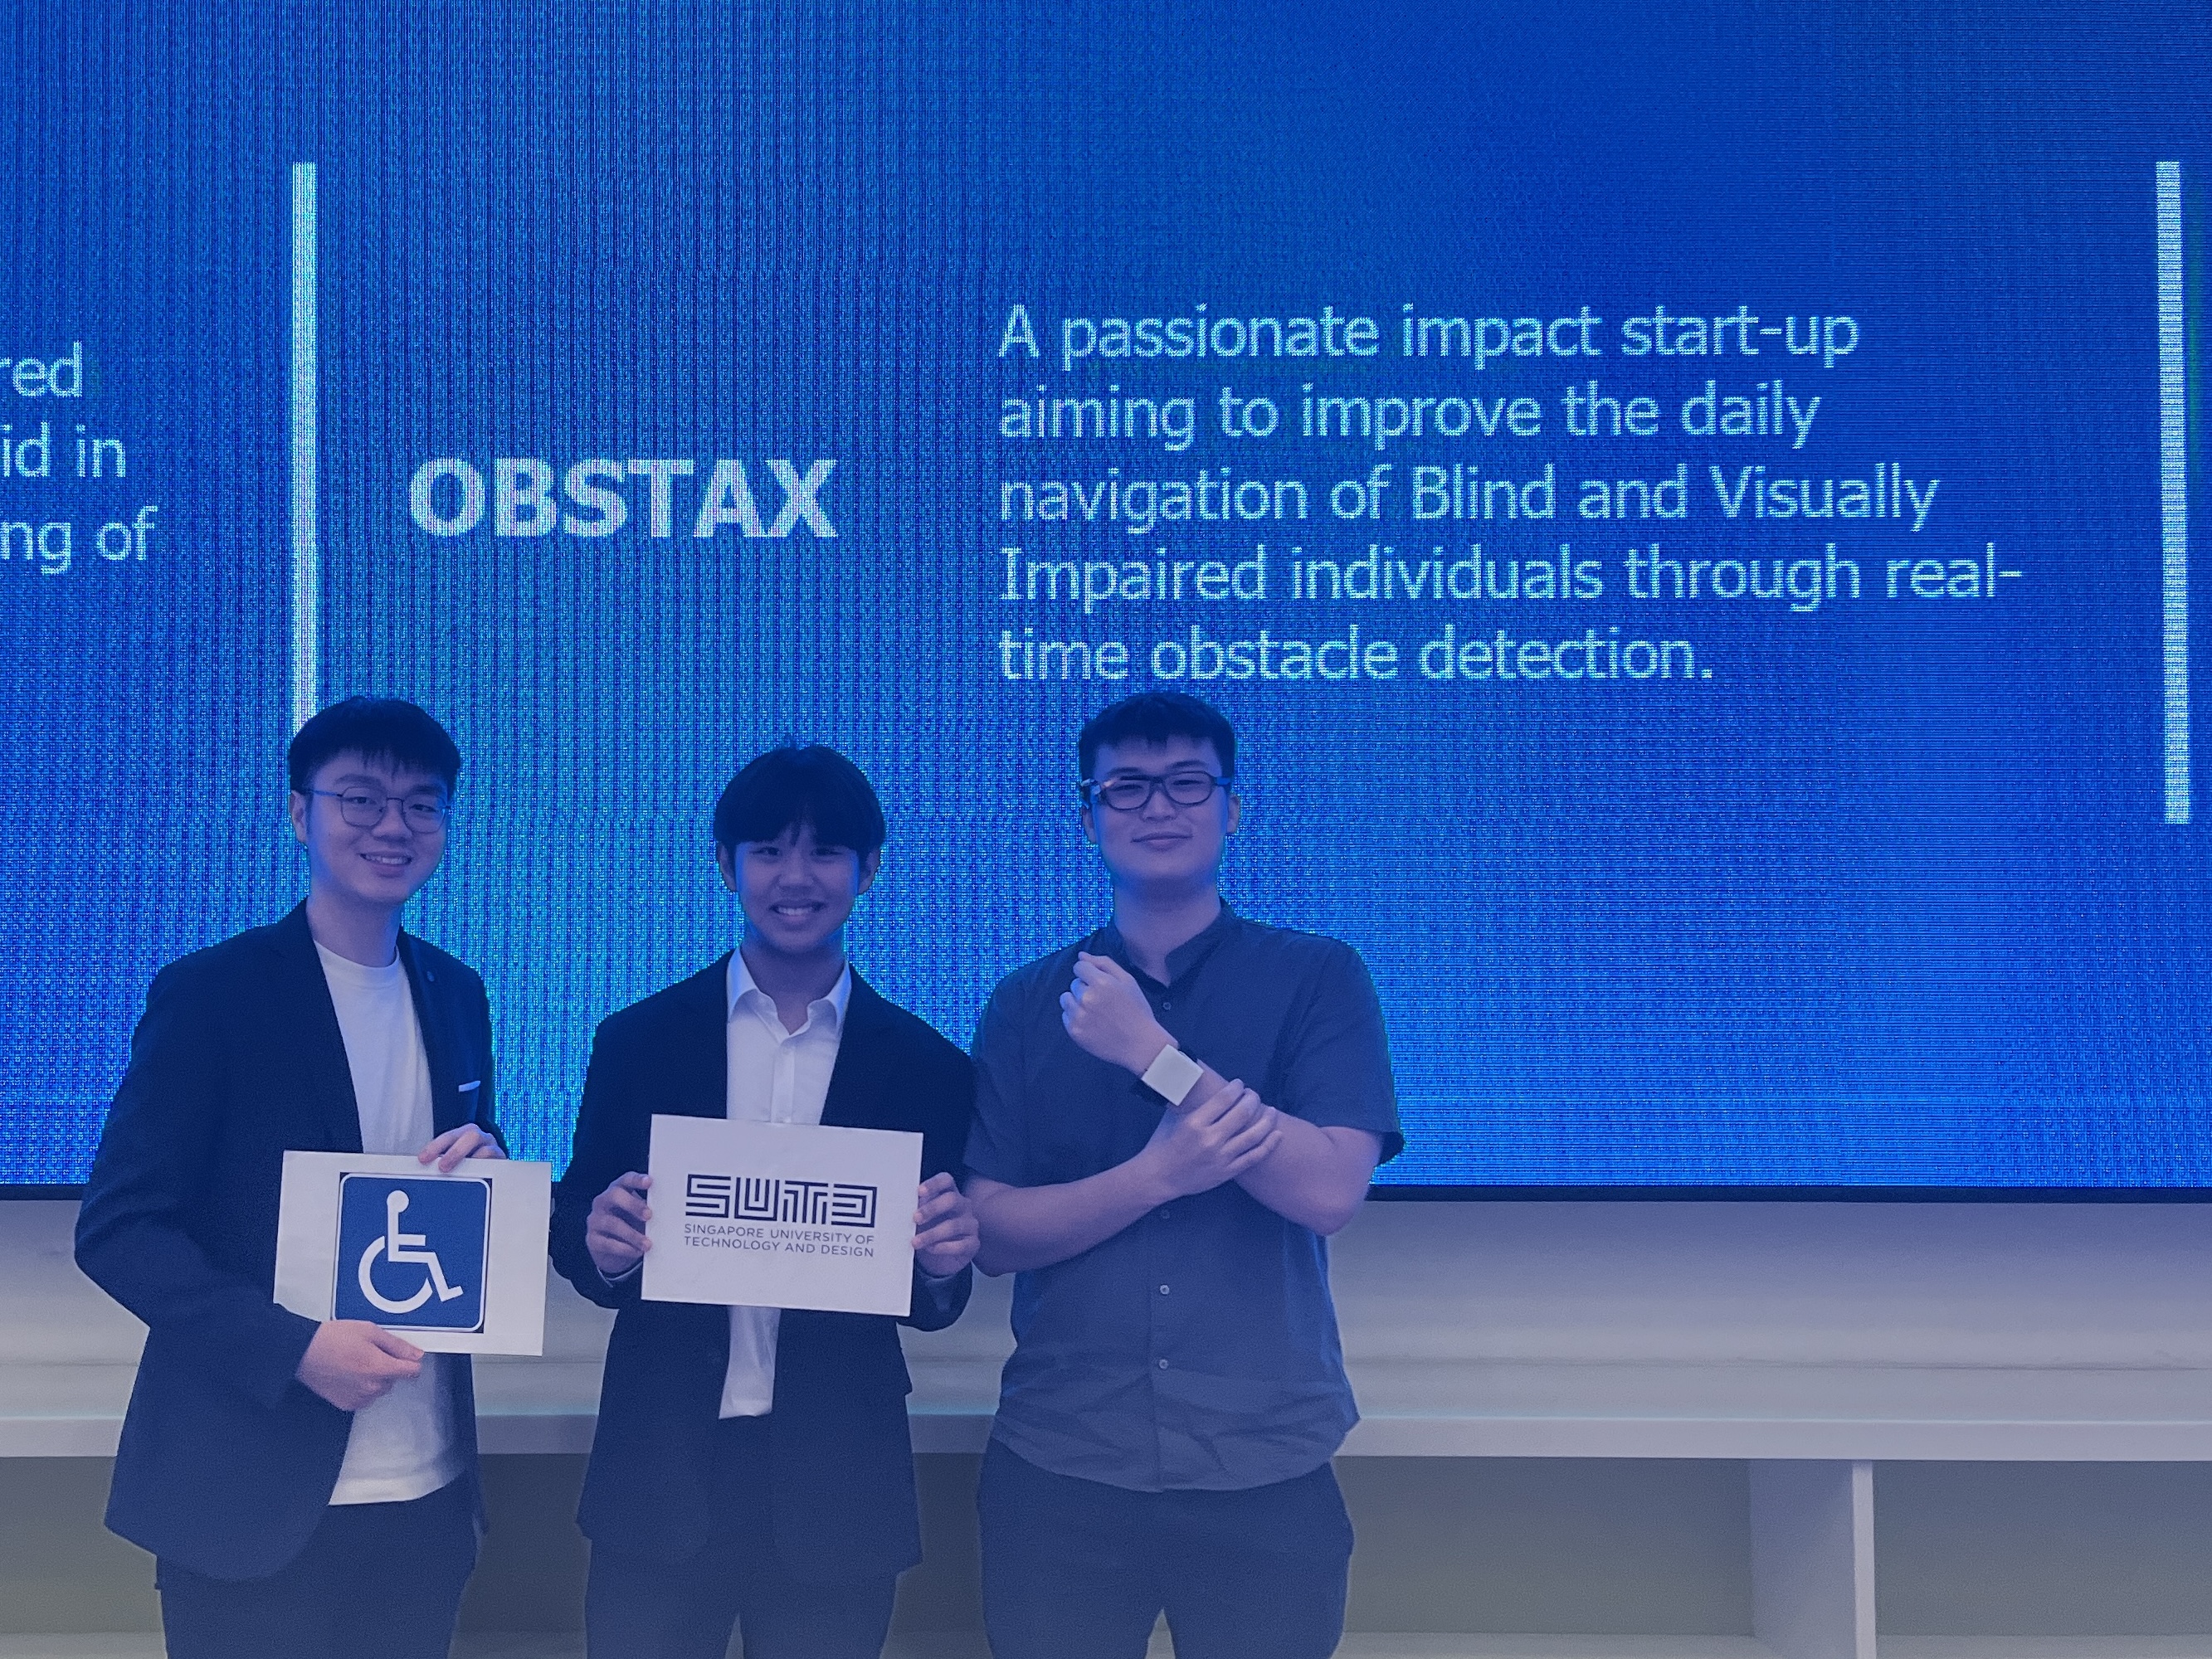 red
id in
ng of
OBSTAX
A passionate impact start-up
aiming to improve the daily
navigation of Blind and Visually
Impaired individuals through real-
time obstacle detection.
SUTD
SINGAPORE UNIVERSITY OF
TECHNOLOGY AND DESIGN